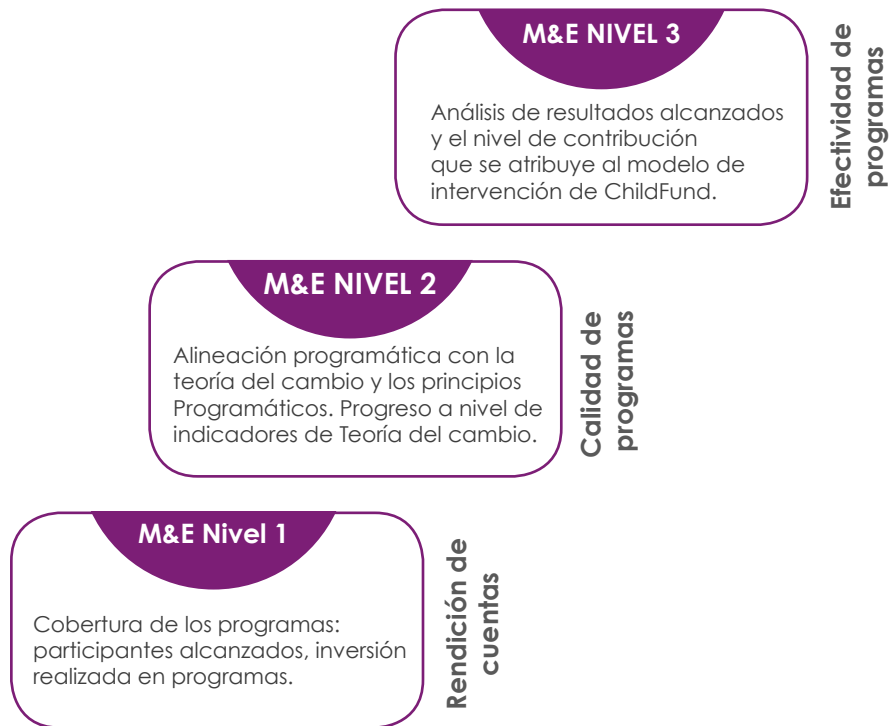 M&E NIVEL 3
Análisis de resultados alcanzados
y el nivel de contribución
que se atribuye al modelo de
intervención de ChildFund.
Efectividad de
programas
M&E NIVEL 2
Alineación programática con la
teoría del cambio y los principios
Programáticos. Progreso a nivel de
indicadores de Teoría del cambio.
Calidad de
programas
M&E Nivel 1
Cobertura de los programas:
participantes alcanzados, inversión
realizada en programas.
Rendición de
cuentas